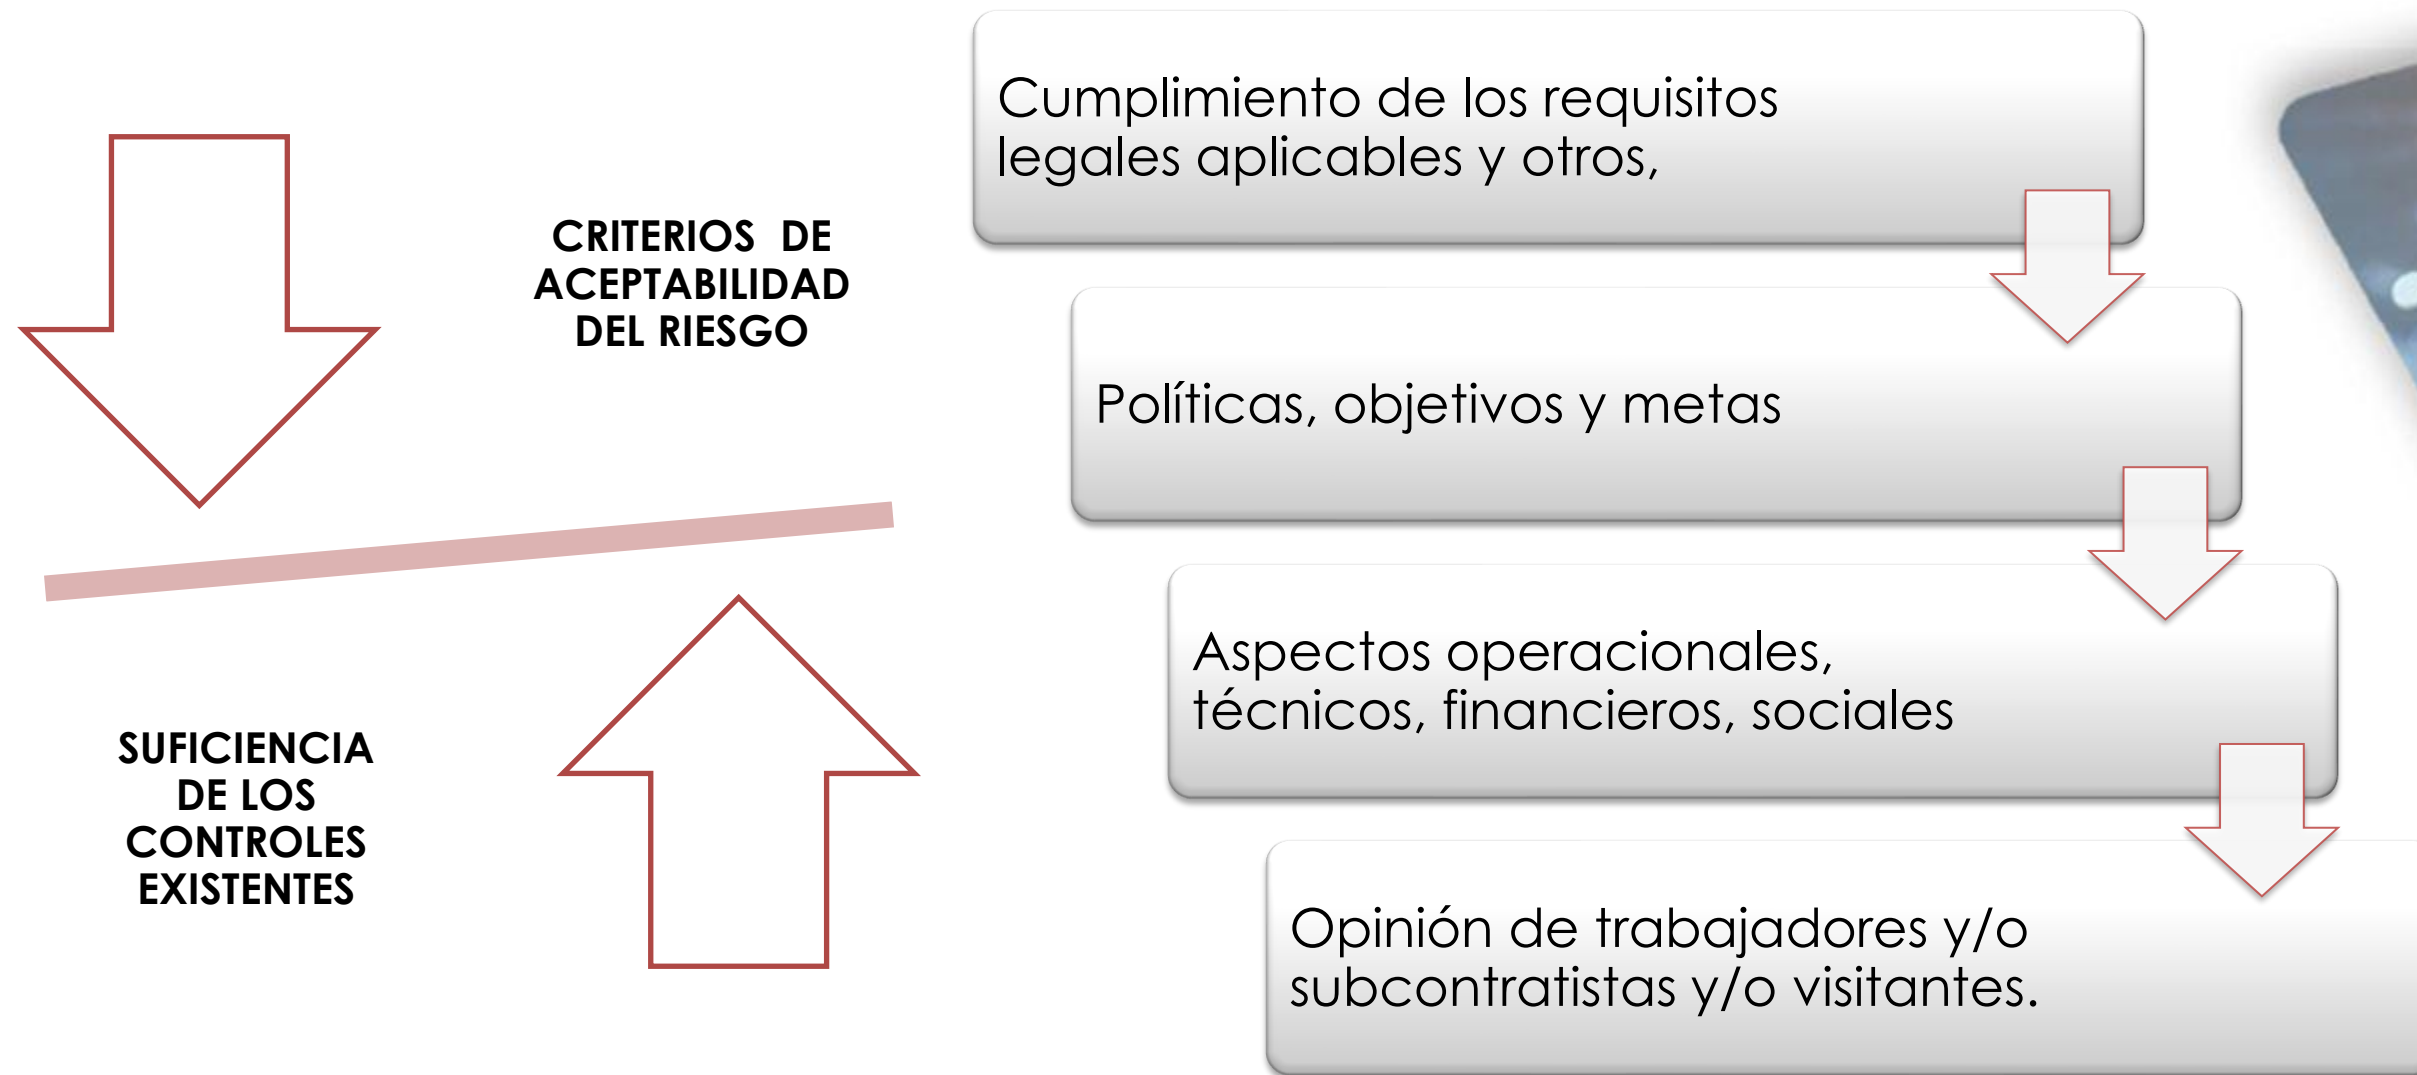 CRITERIOS DE
ACEPTABILIDAD
DEL RIESGO
SUFICIENCIA
DE LOS
CONTROLES
EXISTENTES
Cumplimiento de los requisitos
legales aplicables y otros,
Políticas, objetivos y metas
Aspectos operacionales,
técnicos, financieros, sociales
Opinión de trabajadores y/o
subcontratistas y/o visitantes.